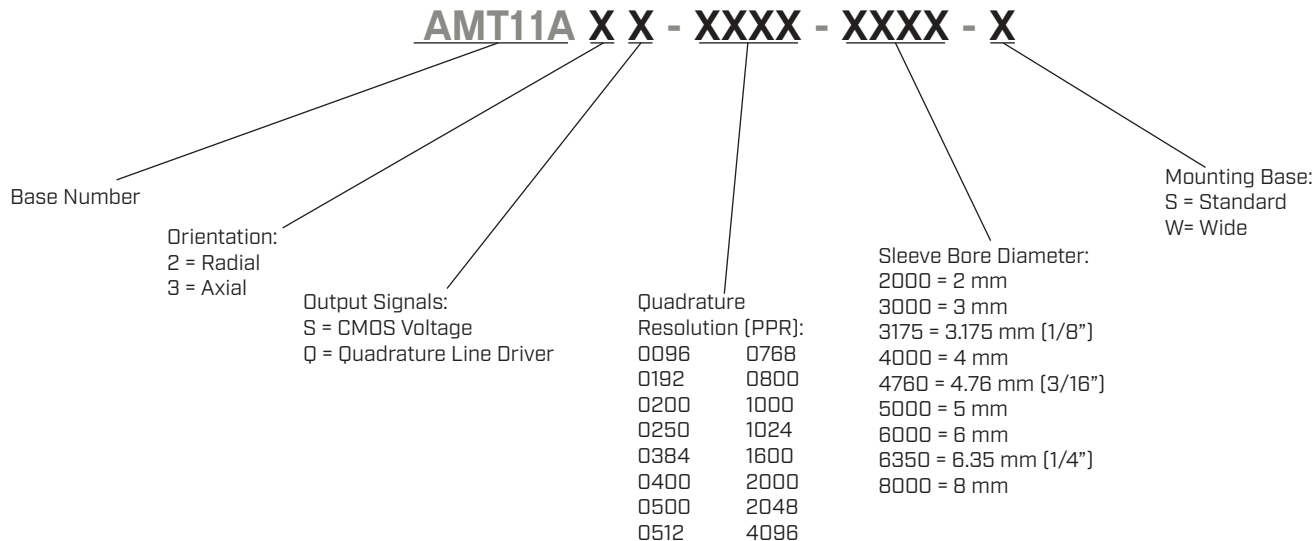 AMT11A X X - XXXX - XXXX - X
Base Number
Orientation:
2 = Radial
3 = Axial
Output Signals:
S = CMOS Voltage
Q = Quadrature Line Driver
Quadrature
Resolution (PPR):
0096 0768
0192 0800
0200 1000
0250 1024
0384 1600
0400 2000
0500 2048
0512 4096
Sleeve Bore Diameter:
2000 = 2 mm
3000 = 3 mm
3175 = 3.175 mm (1/8”)
4000 = 4 mm
4760 = 4.76 mm (3/16”)
5000 = 5 mm
6000 = 6 mm
6350 = 6.35 mm (1/4”)
8000 = 8 mm
Mounting Base:
S = Standard
W= Wide